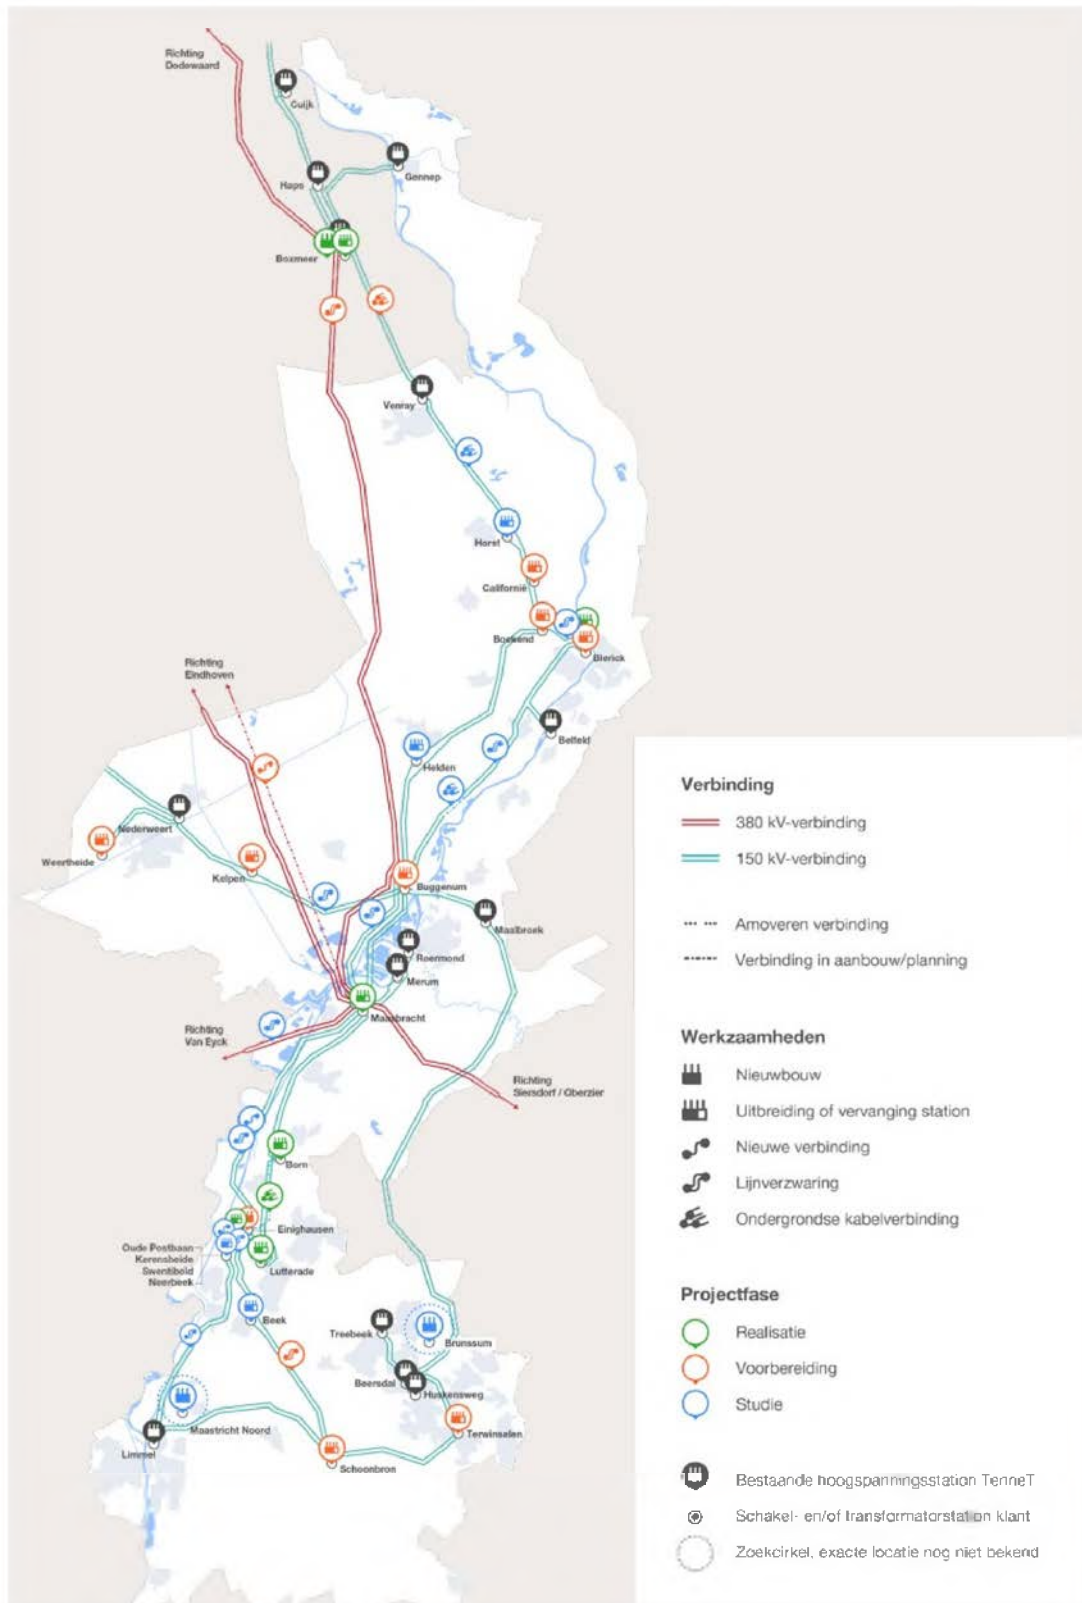 Richting
Dodewaard
Cuijk
Haps
Gennep
Boxmeer
Venray
Horst
Californië
Boekend
Blerick
Richting
Eindhoven
Belfeld
Helden
Nederweert
Weertheide
Kelpen
Buggenum
Maalbroek
Roermond
Merum
Maasbracht
Richting
Van Eyck
Richting
Siersdorf / Oberzier
Born
Einighausen
Oude Postbaan
Kerensheide
Swentibold
Neerbeek
Lutterade
Beek
Treebeek
Brunssum
Beersdal
Huskensweg
Maastricht Noord
Terwinselen
Limmel
Schoonbron
Verbinding
380 kV-verbinding
150 kV-verbinding
Amoveren verbinding
Verbinding in aanbouw/planning
Werkzaamheden
Nieuwbouw
Uitbreiding of vervanging station
Nieuwe verbinding
Lijnverzwaring
Ondergrondse kabelverbinding
Projectfase
Realisatie
Voorbereiding
Studie
Bestaande hoogspanningsstation TenneT
Schakel- en/of transformatorstation klant
Zoekcirkel, exacte locatie nog niet bekend